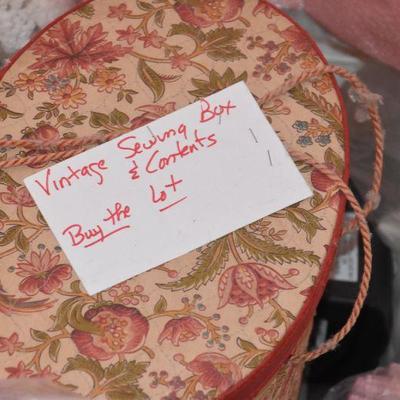 Vintage Sewing Box
& Contents
Buy the Lot